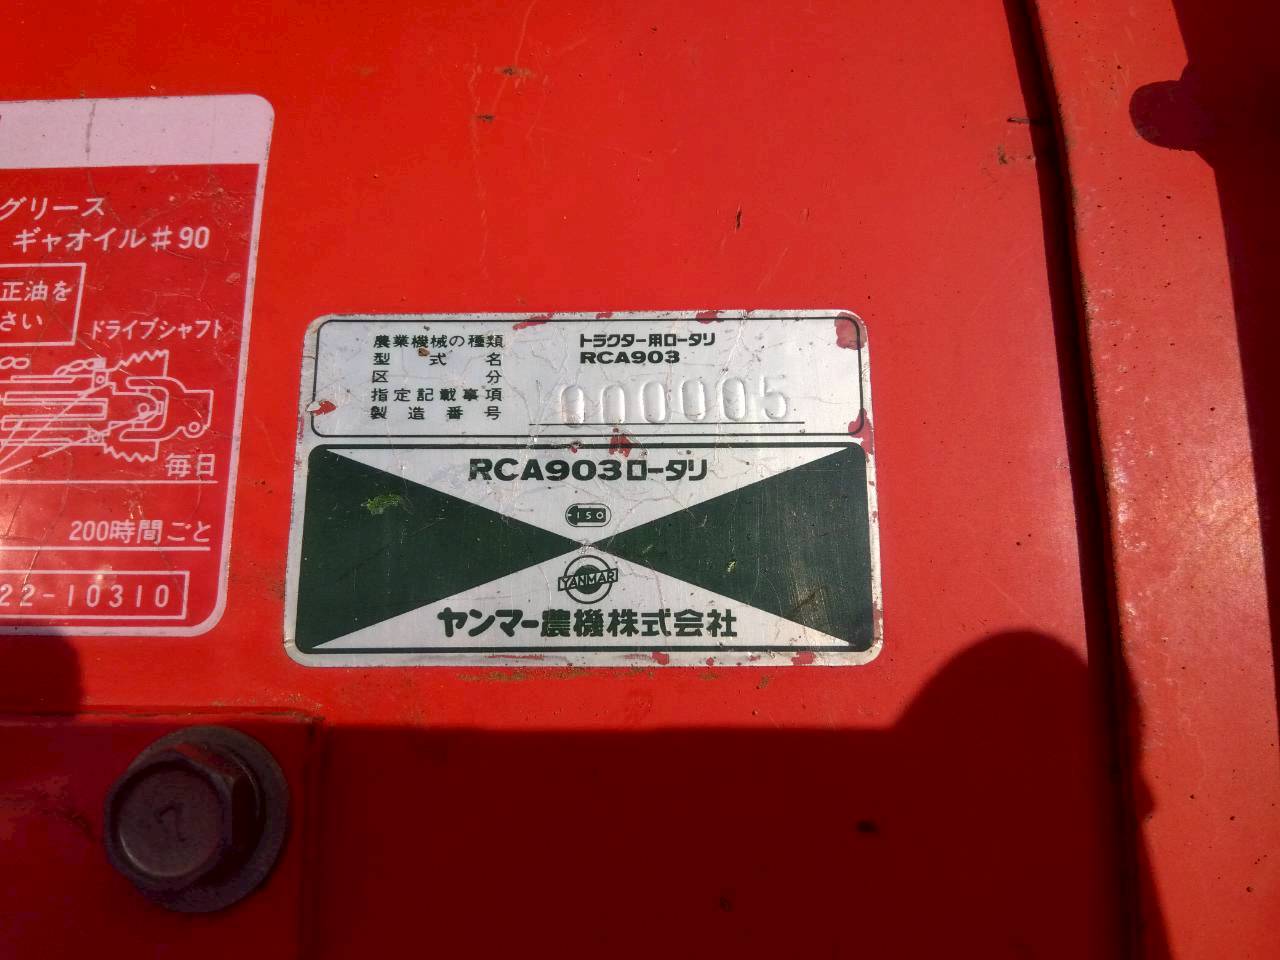 グリース
ギャオイル#90
正油を
さい
ドライブシャフト
毎日
200時間ごと
22-10310
農業機械の種類 トラクター用ロータリ
型式名 RCA903
区分
指定記載事項
製造番号 000005
RCA903ロータリ
ISO
YANMAR
ヤンマー農機株式会社
7